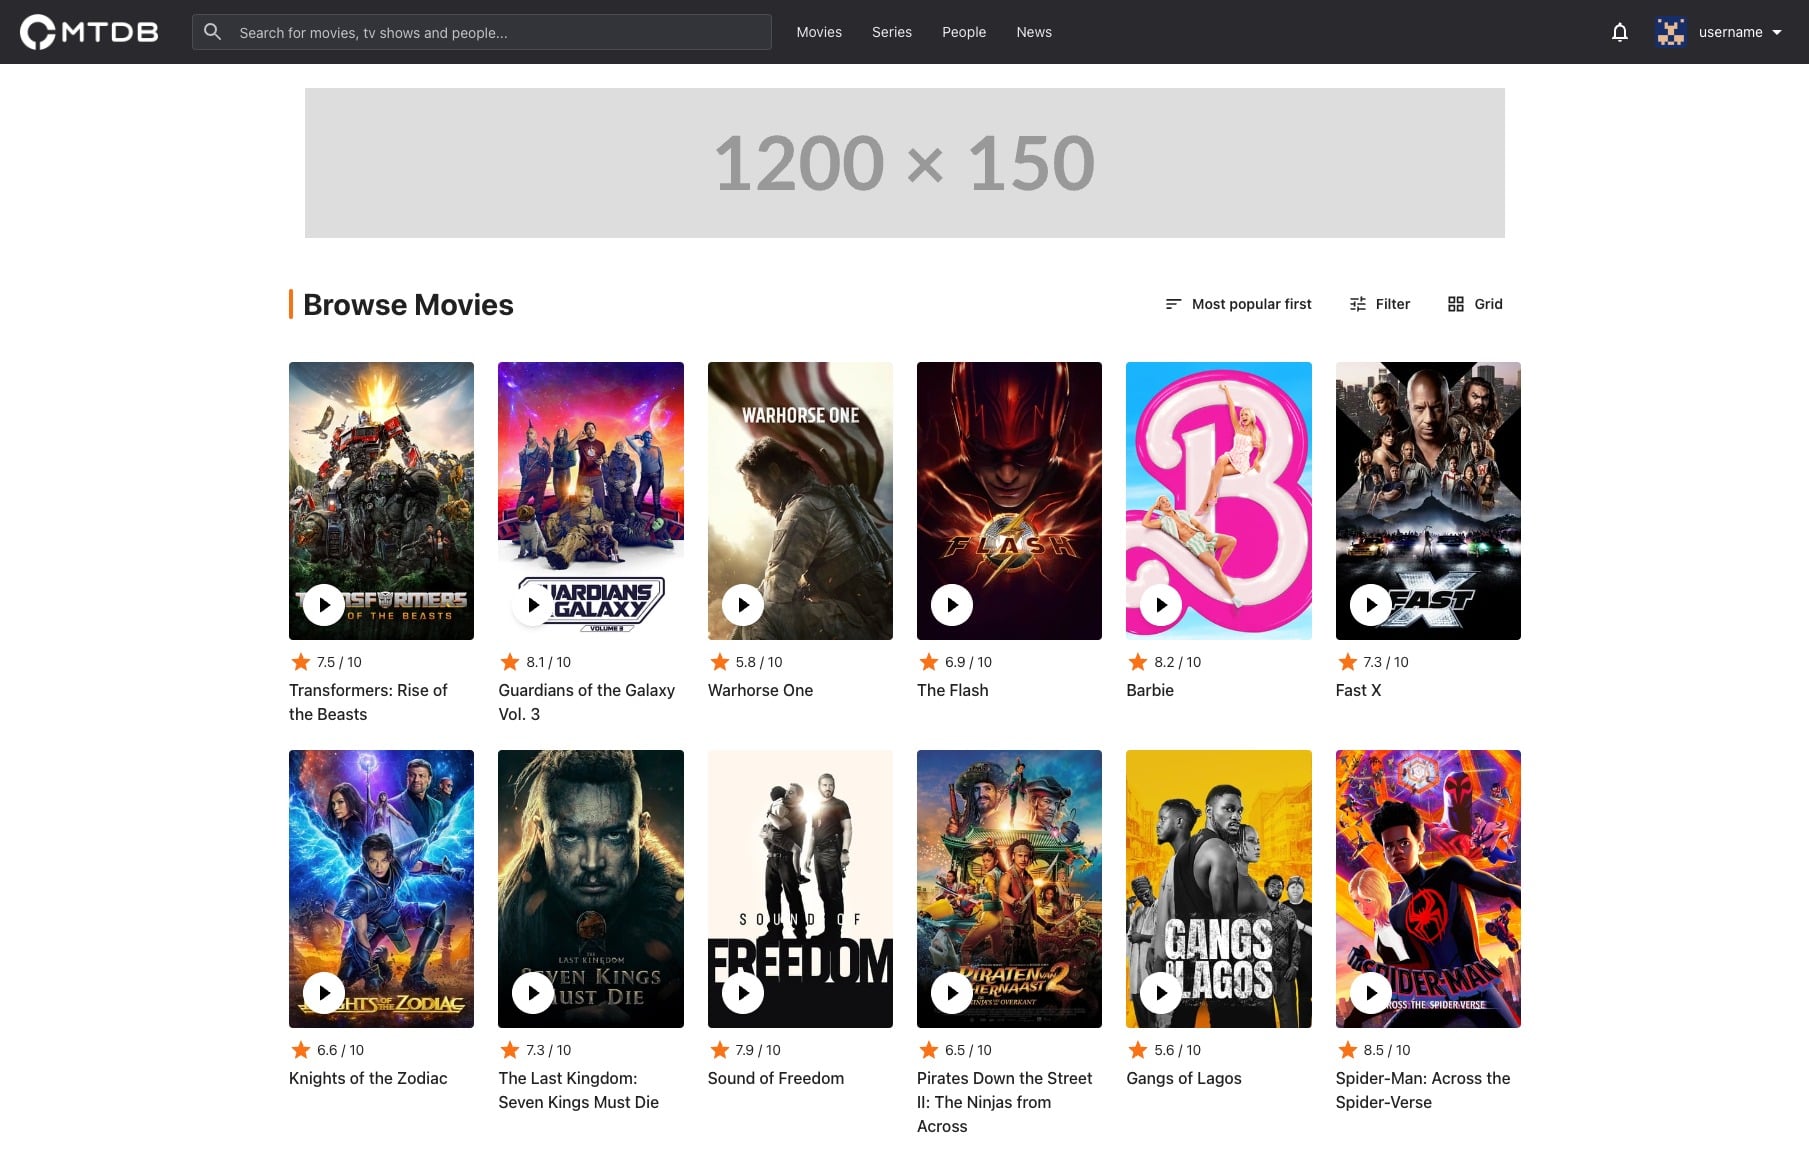 MTDB
Search for movies, tv shows and people...
Movies
Series
People
News
username
1200 × 150
Browse Movies
Most popular first
Filter
Grid
OF THE BEASTS
GALAXY
VOLUME 3
WARHORSE ONE
FLASH
B
FAST
X
7.5 / 10
8.1 / 10
5.8 / 10
6.9 / 10
8.2 / 10
7.3 / 10
Transformers: Rise of
the Beasts
Guardians of the Galaxy
Vol. 3
Warhorse One
The Flash
Barbie
Fast X
OF THE ZODIAC
THE
LAST KINGDOM
SEVEN KINGS
MUST DIE
SOUND OF
FREEDOM
PIRATEN VAN
2
NINJA'S VAN DE OVERKANT
GANGS
OF LAGOS
SPIDER-MAN
ACROSS THE SPIDER-VERSE
6.6 / 10
7.3 / 10
7.9 / 10
6.5 / 10
5.6 / 10
8.5 / 10
Knights of the Zodiac
The Last Kingdom:
Seven Kings Must Die
Sound of Freedom
Pirates Down the Street
II: The Ninjas from
Across
Gangs of Lagos
Spider-Man: Across the
Spider-Verse